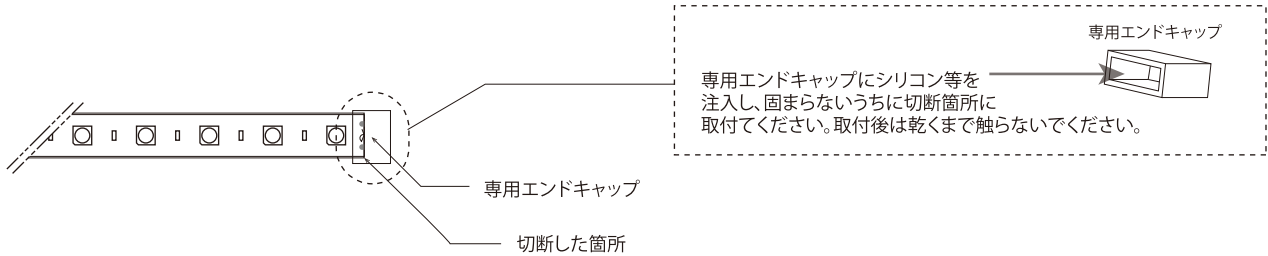 専用エンドキャップ
専用エンドキャップにシリコン等を
注入し、固まらないうちに切断箇所に
取付てください。取付後は乾くまで触らないでください。
専用エンドキャップ
切断した箇所